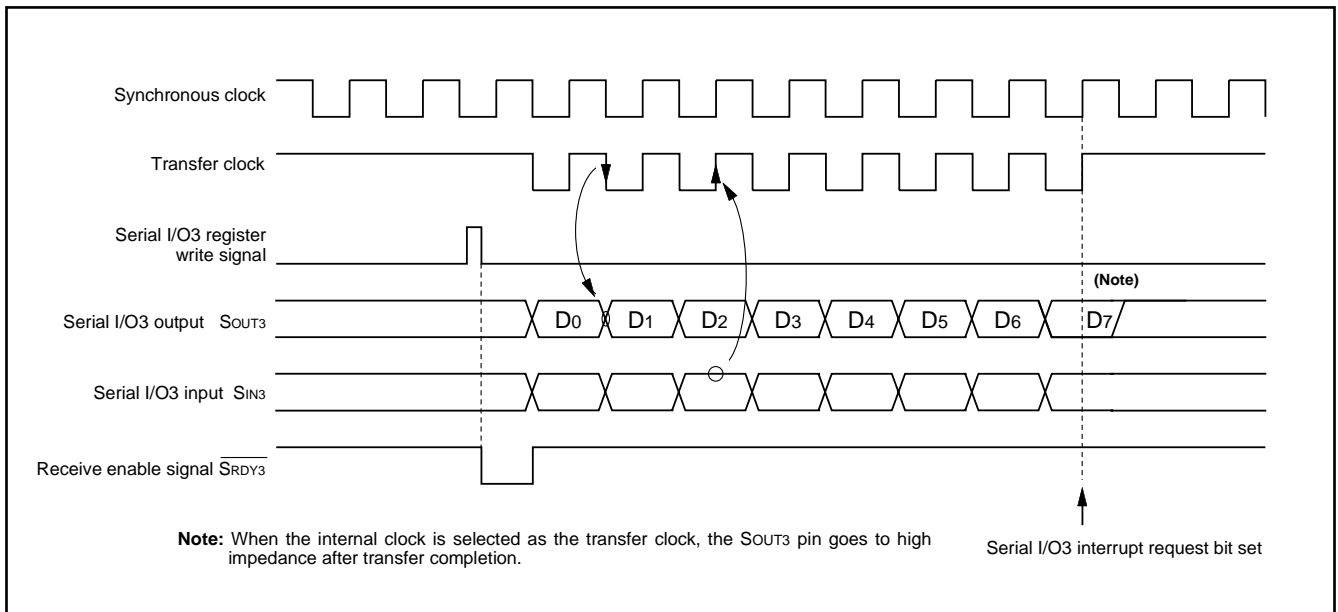 Synchronous clock
Transfer clock
Serial I/O3 register
write signal
(Note)
Serial I/O3 output SOUT3
D0 D1 D2 D3 D4 D5 D6 D7
Serial I/O3 input SIN3
Receive enable signal S̅R̅D̅Y̅3̅
Note: When the internal clock is selected as the transfer clock, the SOUT3 pin goes to high
impedance after transfer completion.
Serial I/O3 interrupt request bit set